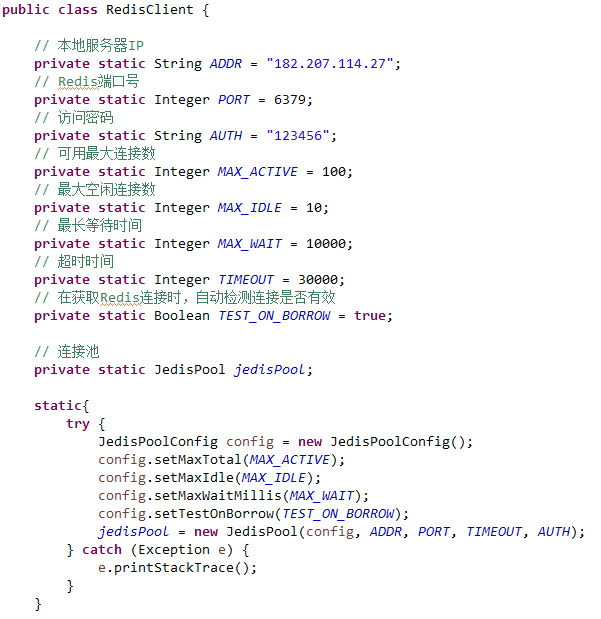 public class RedisClient {
// 本地服务器IP
private static String ADDR = "182.207.114.27";
// Redis端口号
private static Integer PORT = 6379;
// 访问密码
private static String AUTH = "123456";
// 可用最大连接数
private static Integer MAX_ACTIVE = 100;
// 最大空闲连接数
private static Integer MAX_IDLE = 10;
// 最长等待时间
private static Integer MAX_WAIT = 10000;
// 超时时间
private static Integer TIMEOUT = 30000;
// 在获取Redis连接时，自动检测连接是否有效
private static Boolean TEST_ON_BORROW = true;
// 连接池
private static JedisPool jedisPool;
static{
try {
JedisPoolConfig config = new JedisPoolConfig();
config.setMaxTotal(MAX_ACTIVE);
config.setMaxIdle(MAX_IDLE);
config.setMaxWaitMillis(MAX_WAIT);
config.setTestOnBorrow(TEST_ON_BORROW);
jedisPool = new JedisPool(config, ADDR, PORT, TIMEOUT, AUTH);
} catch (Exception e) {
e.printStackTrace();
}
}